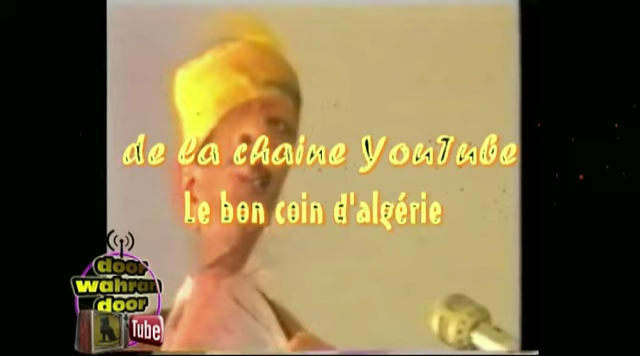 de la chaine YouTube
Le bon coin d'algérie
door
wahran
door
Tube